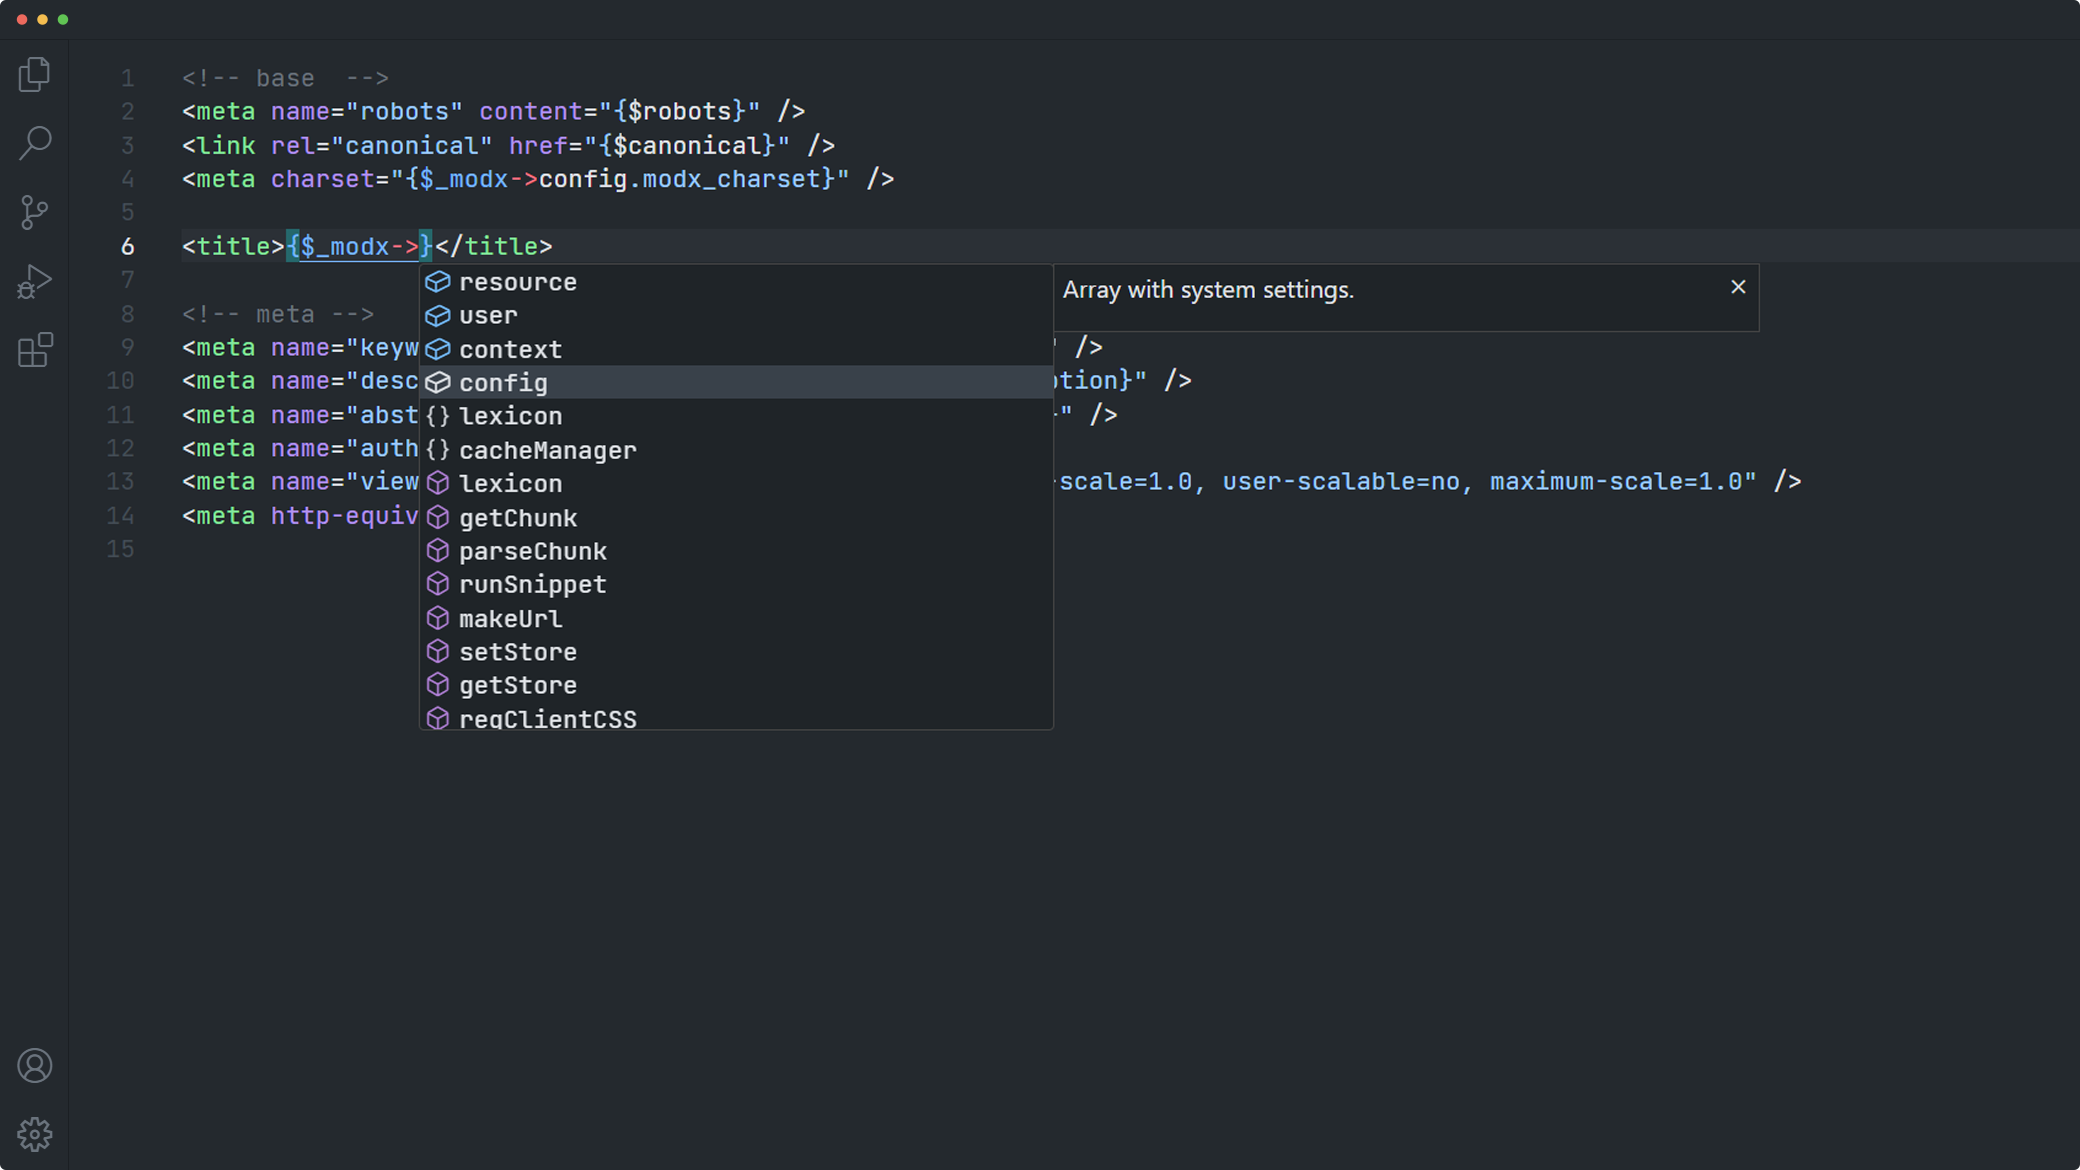 1 <!-- base  -->
2 <meta name="robots" content="{$robots}" />
3 <link rel="canonical" href="{$canonical}" />
4 <meta charset="{$_modx->config.modx_charset}" />
5
6 <title>{$_modx->}</title>
7
resource
Array with system settings.
8 <!-- meta -->
user
9 <meta name="keyw
context
" />
10 <meta name="desc
config
ption}" />
11 <meta name="abst
lexicon
}" />
12 <meta name="auth
cacheManager
13 <meta name="view
lexicon
-scale=1.0, user-scalable=no, maximum-scale=1.0" />
14 <meta http-equiv
getChunk
15
parseChunk
runSnippet
makeUrl
setStore
getStore
regClientCSS